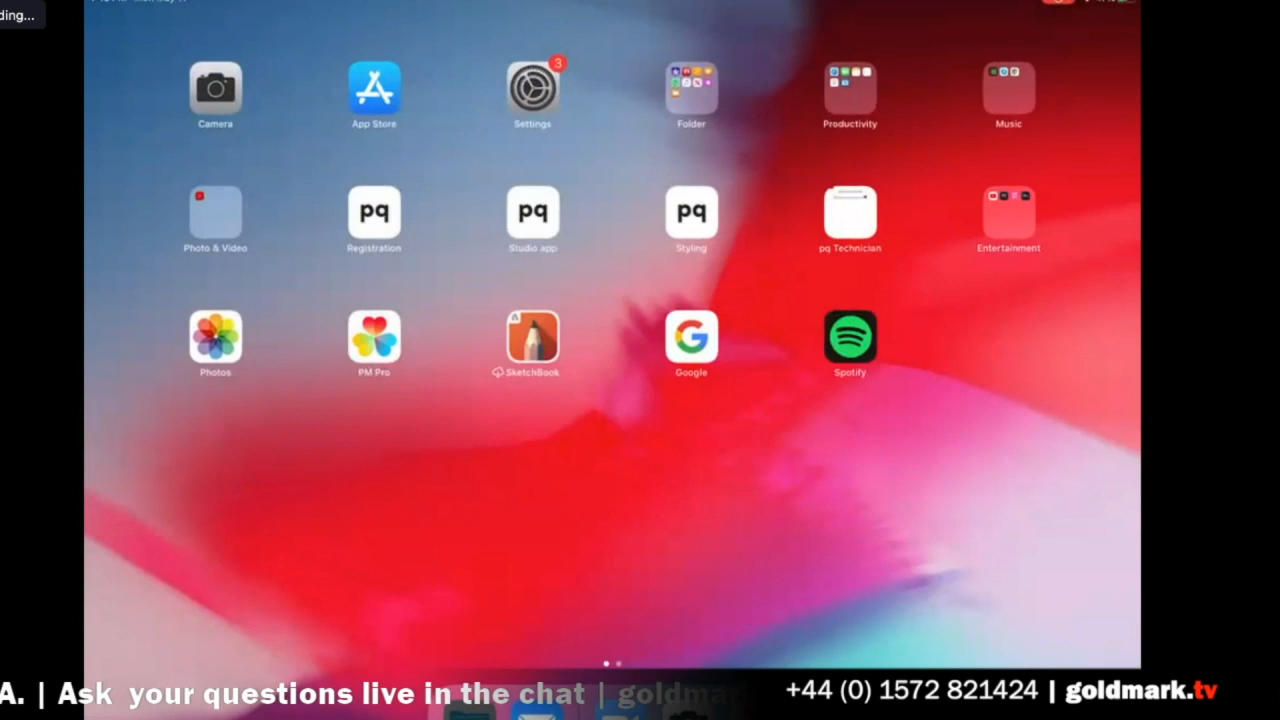 ding...
3
Camera
App Store
Settings
Folder
Productivity
Music
pq
pq
pq
Photo & Video
Registration
Studio app
Styling
pq Technician
Entertainment
Photos
PM Pro
SketchBook
Google
Spotify
A. | Ask your questions live in the chat | goldmar
+44 (0) 1572 821424 | goldmark.tv